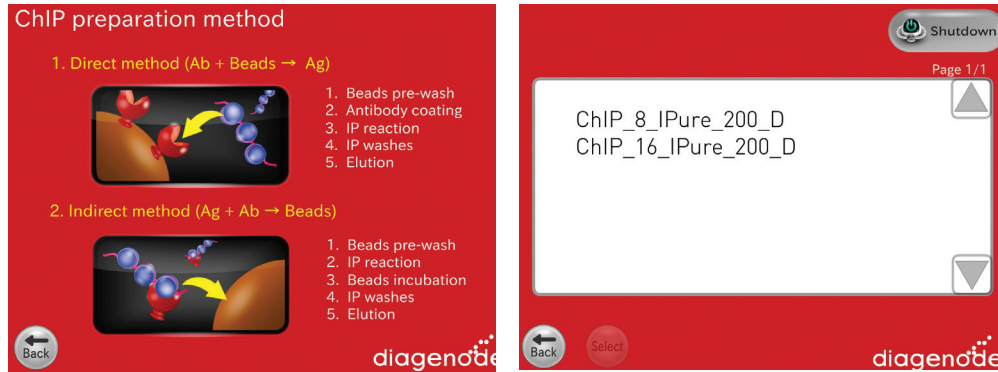 ChIP preparation method
1. Direct method (Ab + Beads → Ag)
1. Beads pre-wash
2. Antibody coating
3. IP reaction
4. IP washes
5. Elution
2. Indirect method (Ag + Ab → Beads)
1. Beads pre-wash
2. IP reaction
3. Beads incubation
4. IP washes
5. Elution
Back
diagenode
Shutdown
Page 1/1
ChIP_8_IPure_200_D
ChIP_16_IPure_200_D
Back
Select
diagenode